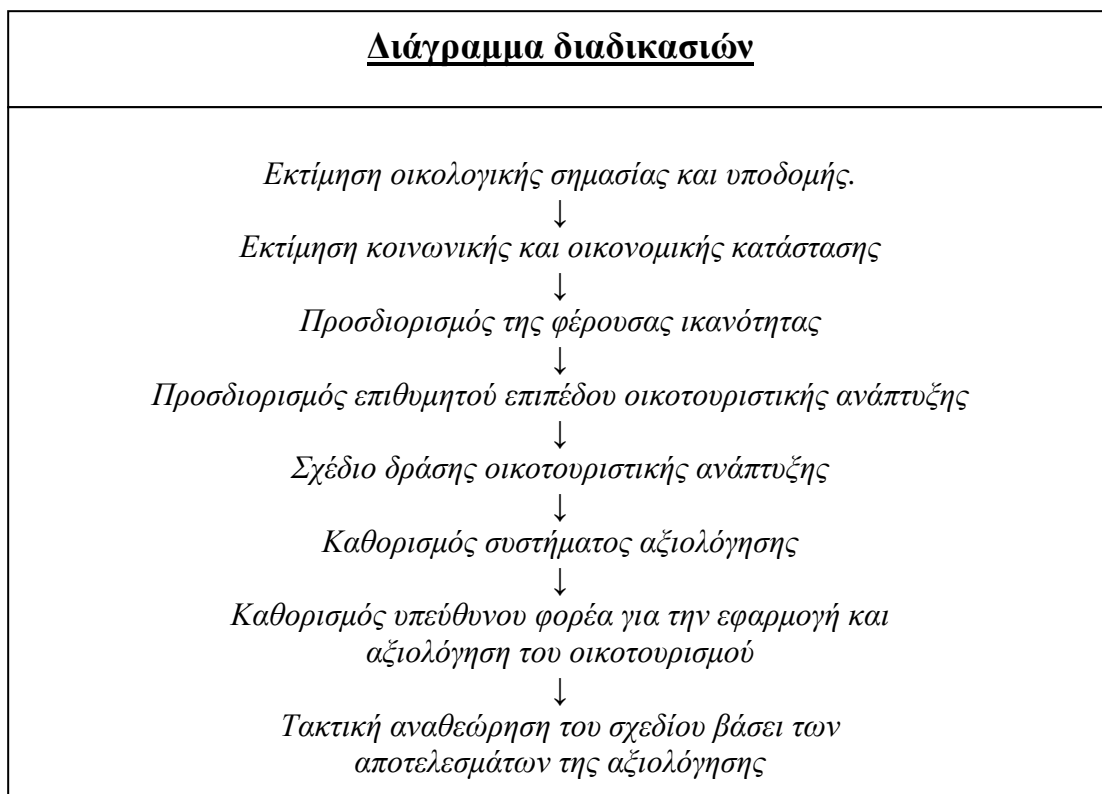 Διάγραμμα διαδικασιών
Εκτίμηση οικολογικής σημασίας και υποδομής.
↓
Εκτίμηση κοινωνικής και οικονομικής κατάστασης
↓
Προσδιορισμός της φέρουσας ικανότητας
↓
Προσδιορισμός επιθυμητού επιπέδου οικοτουριστικής ανάπτυξης
↓
Σχέδιο δράσης οικοτουριστικής ανάπτυξης
↓
Καθορισμός συστήματος αξιολόγησης
↓
Καθορισμός υπεύθυνου φορέα για την εφαρμογή και
αξιολόγηση του οικοτουρισμού
↓
Τακτική αναθεώρηση του σχεδίου βάσει των
αποτελεσμάτων της αξιολόγησης